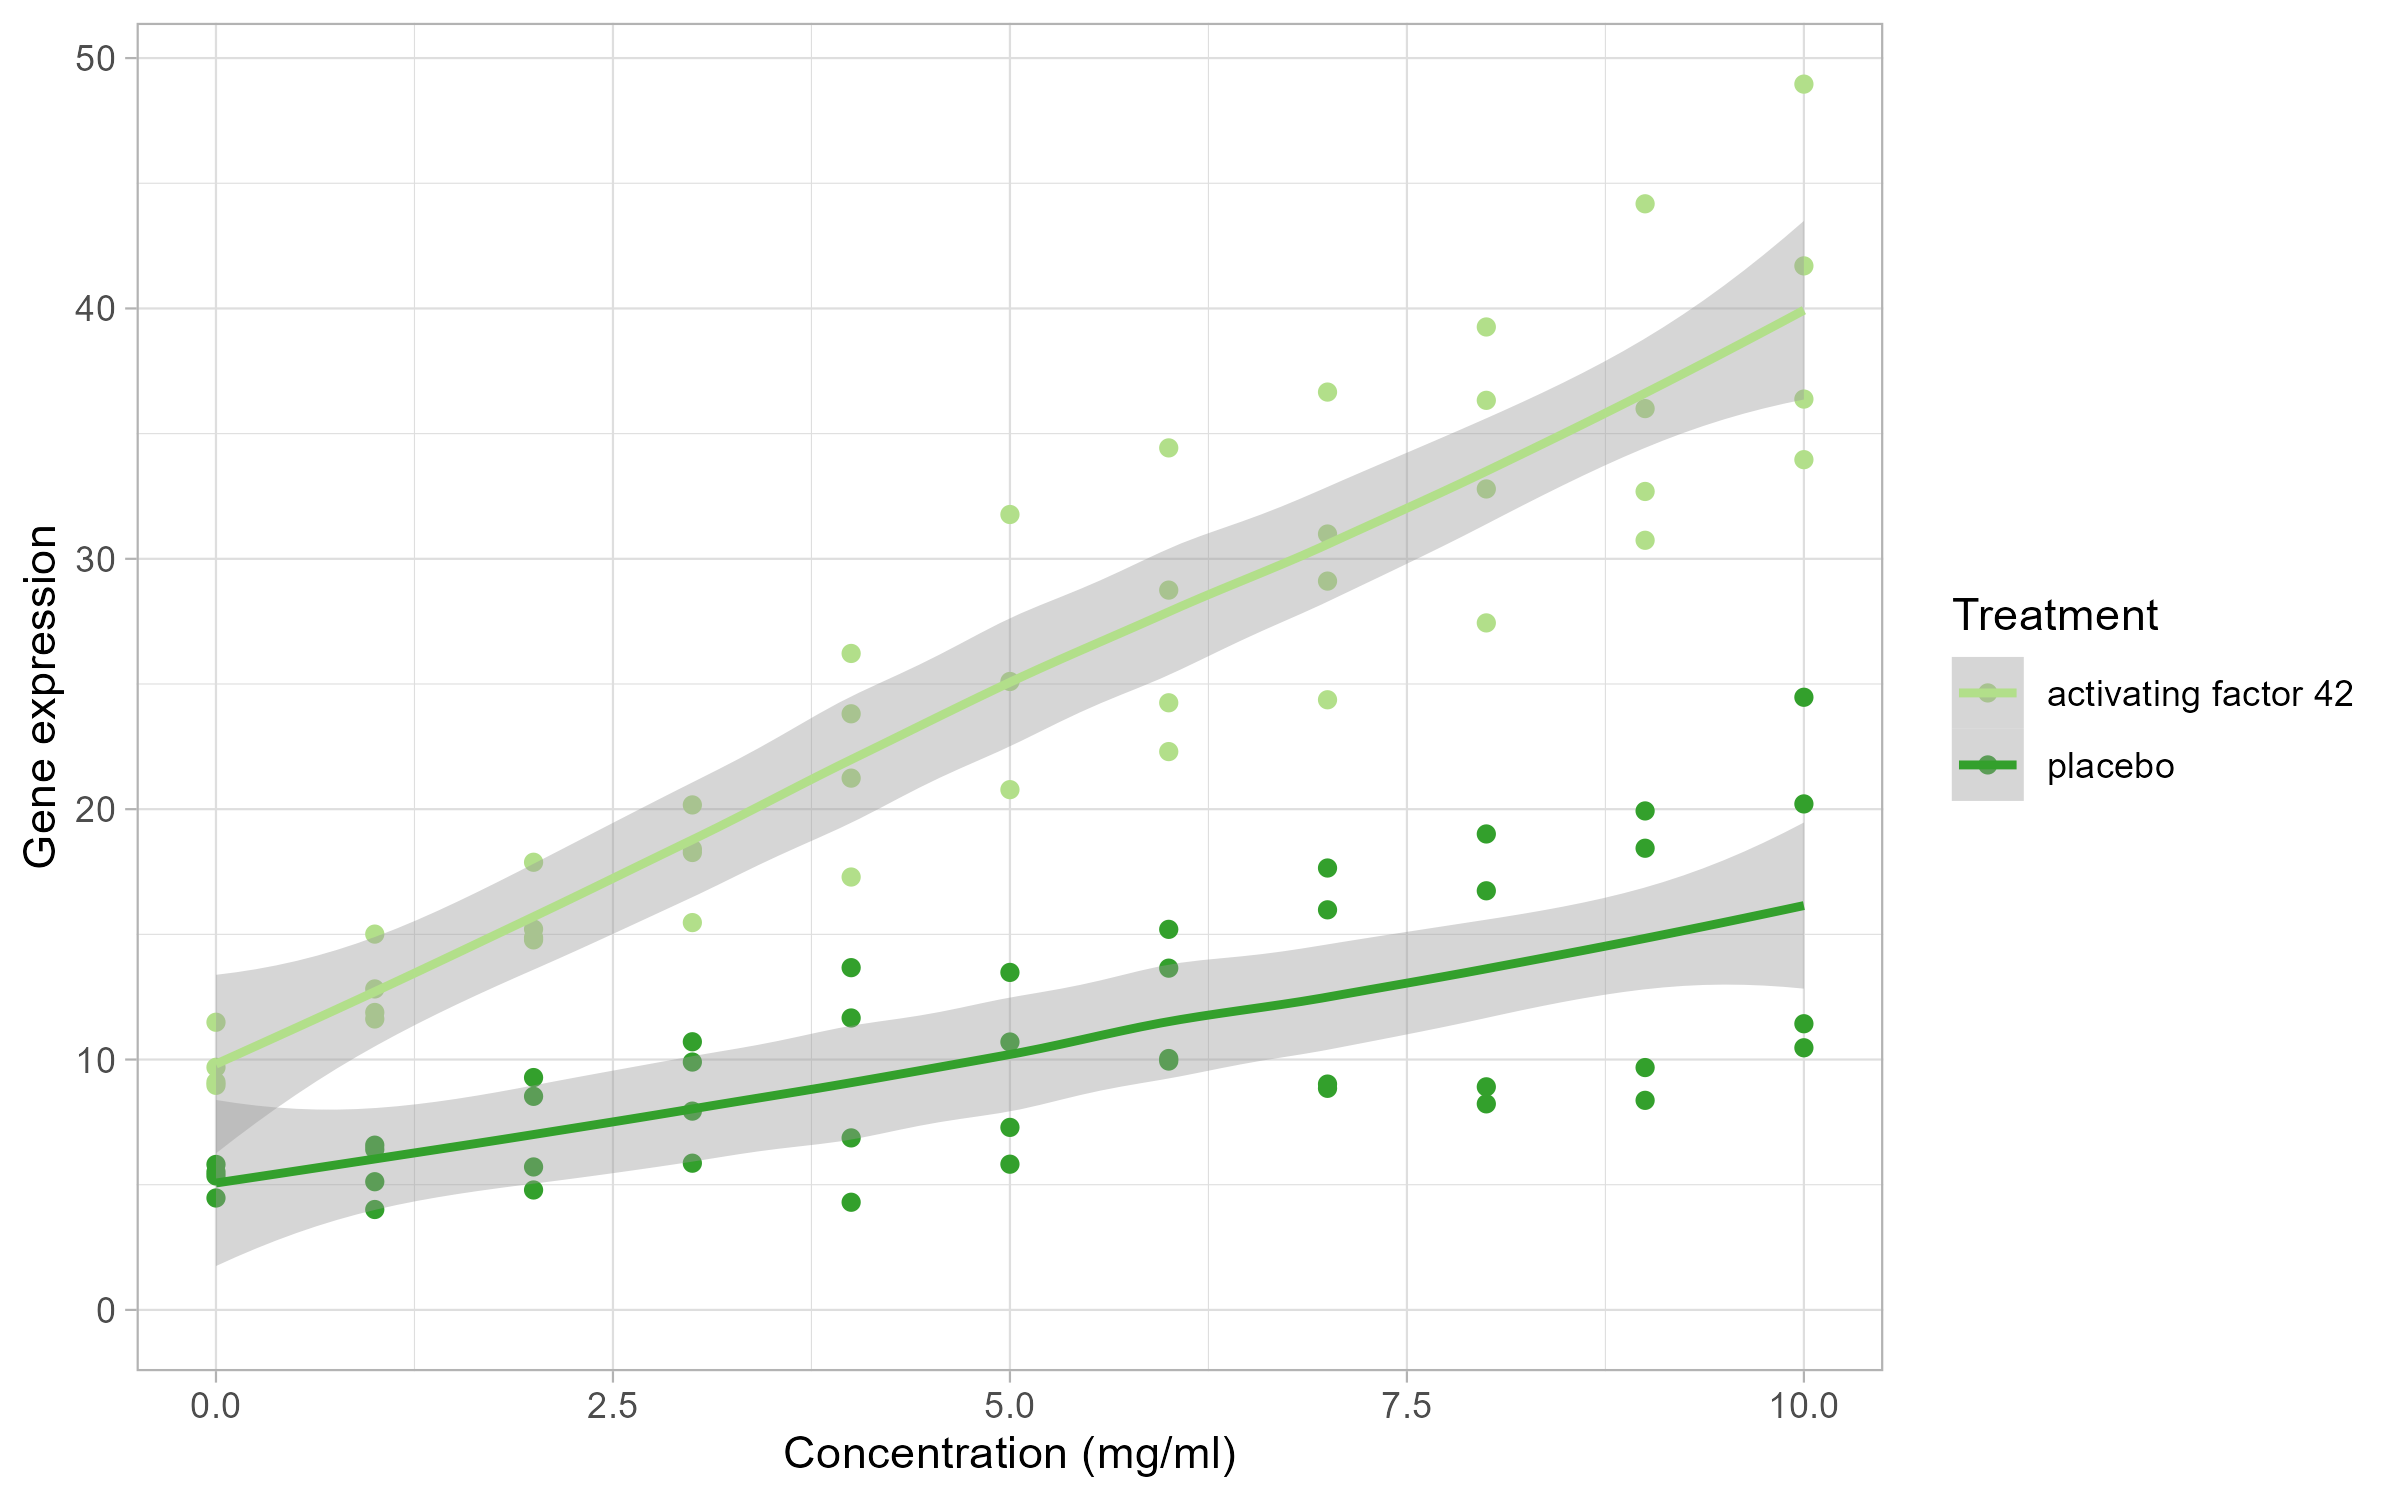 50
40
30
20
10
0
Gene expression
0.0 2.5 5.0 7.5 10.0
Concentration (mg/ml)
Treatment
activating factor 42
placebo